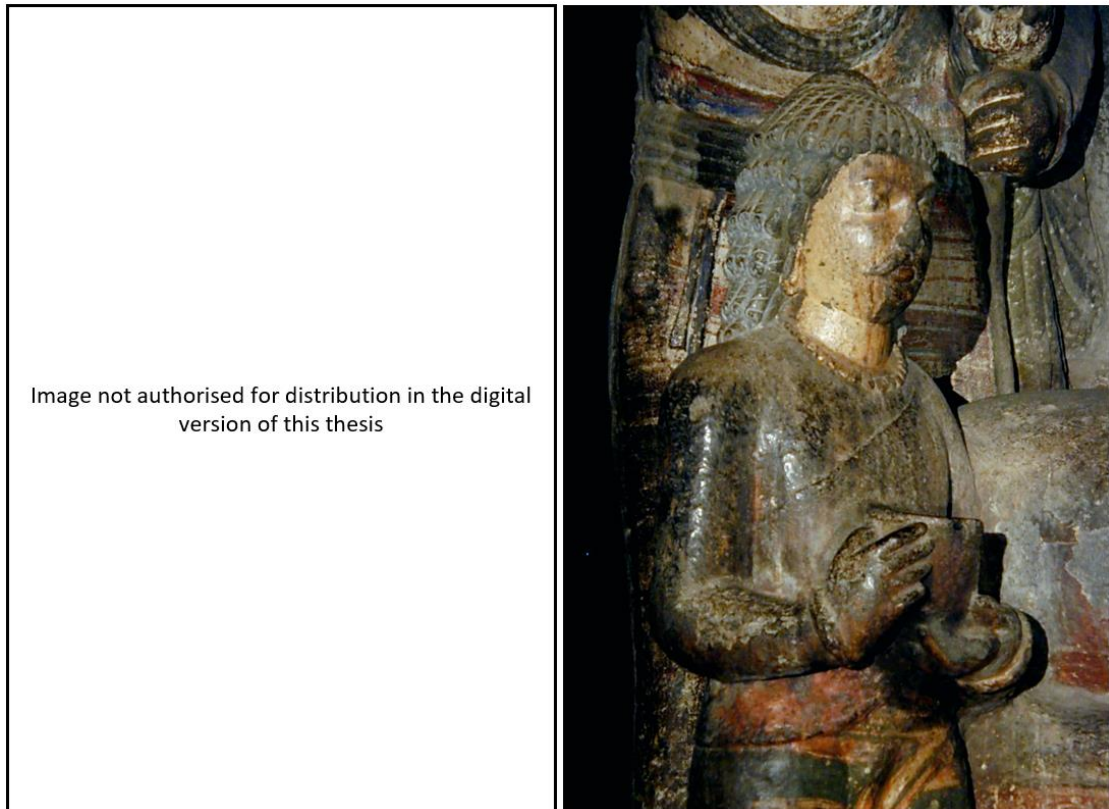 Image not authorised for distribution in the digital
version of this thesis